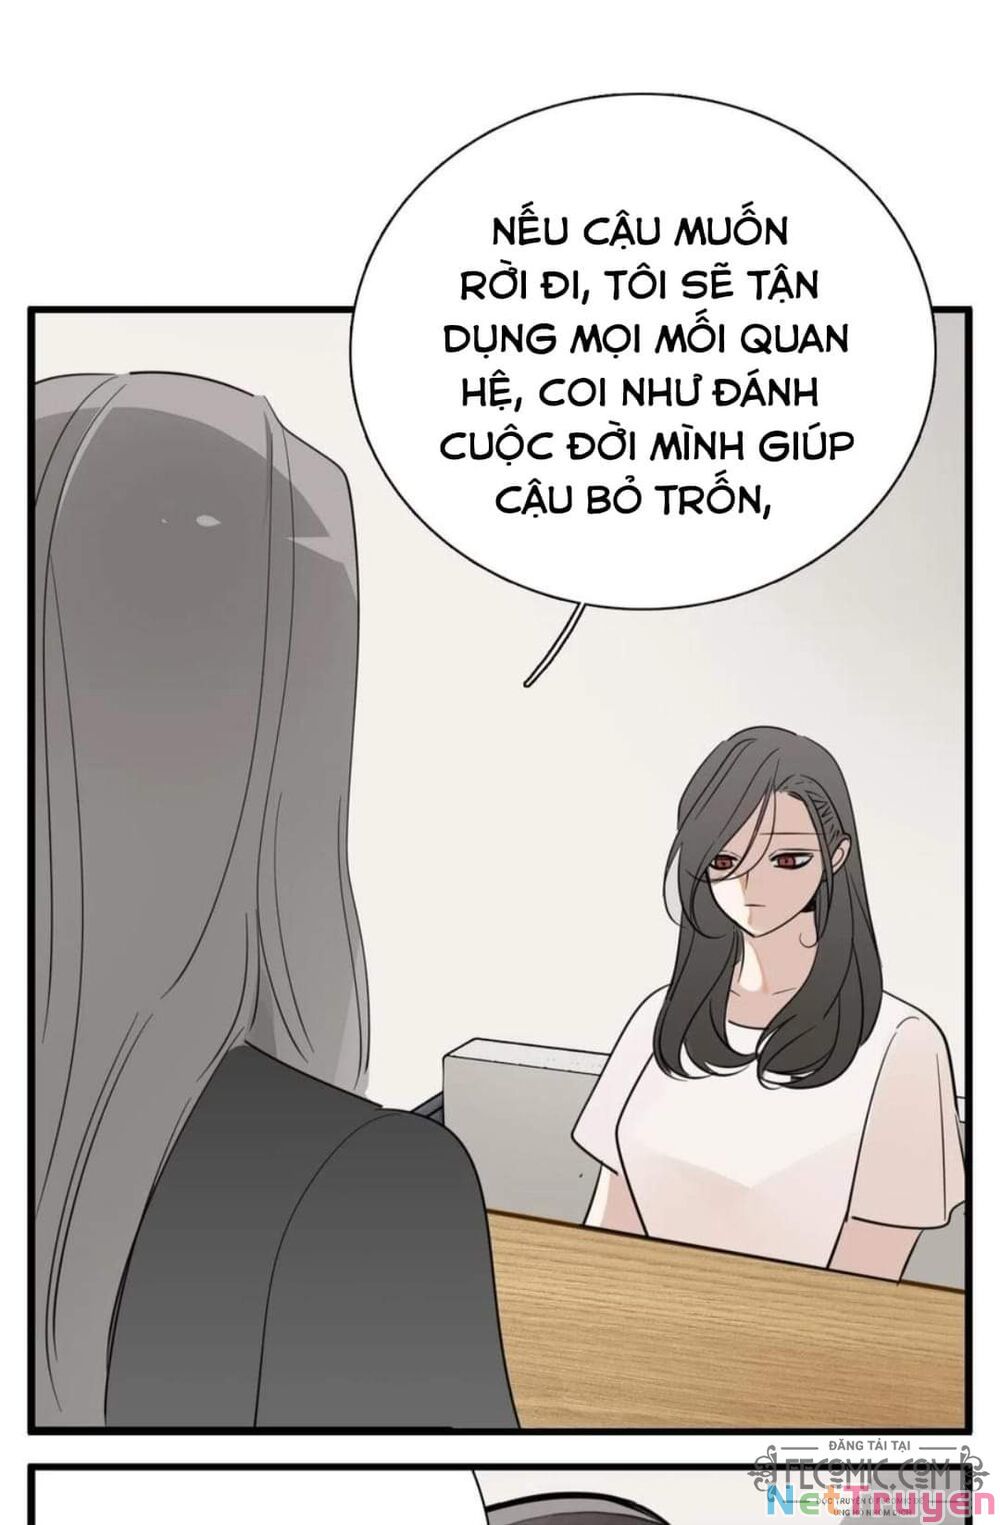 NẾU CẬU MUỐN
RỜI ĐI, TÔI SẼ TẬN
DỤNG MỌI MỐI QUAN
HỆ, COI NHƯ ĐÁNH
CUỘC ĐỜI MÌNH GIÚP
CẬU BỎ TRỐN,
ĐĂNG TẢI TẠI
FECOMIC.COM
NetTruyen